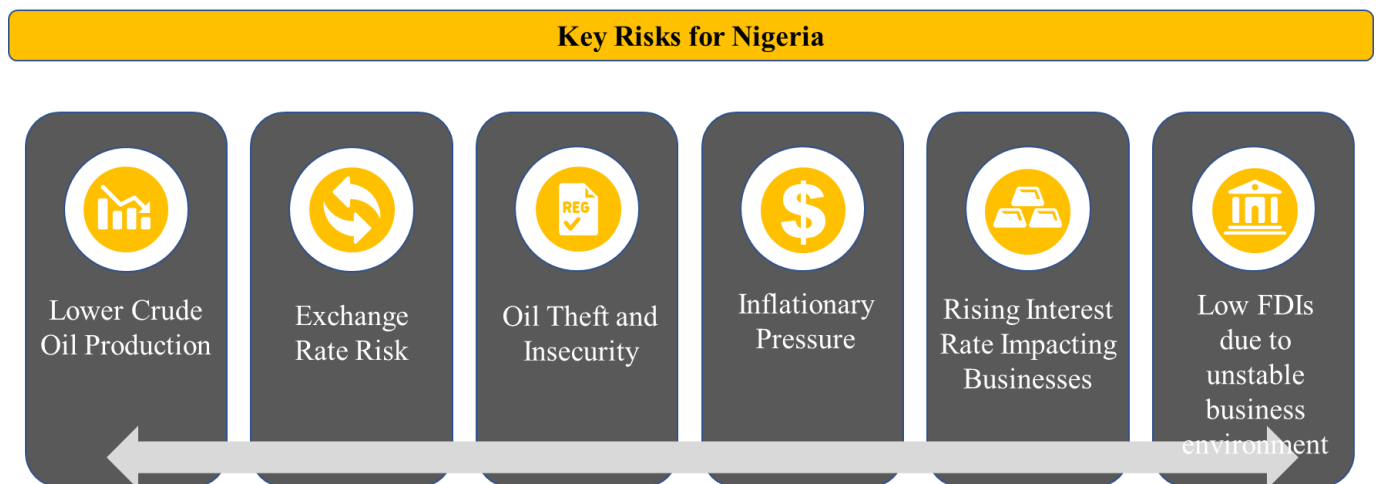 Key Risks for Nigeria
Lower Crude
Oil Production
Exchange
Rate Risk
REG
Oil Theft and
Insecurity
$
Inflationary
Pressure
Rising Interest
Rate Impacting
Businesses
Low FDIs
due to
unstable
business
environment